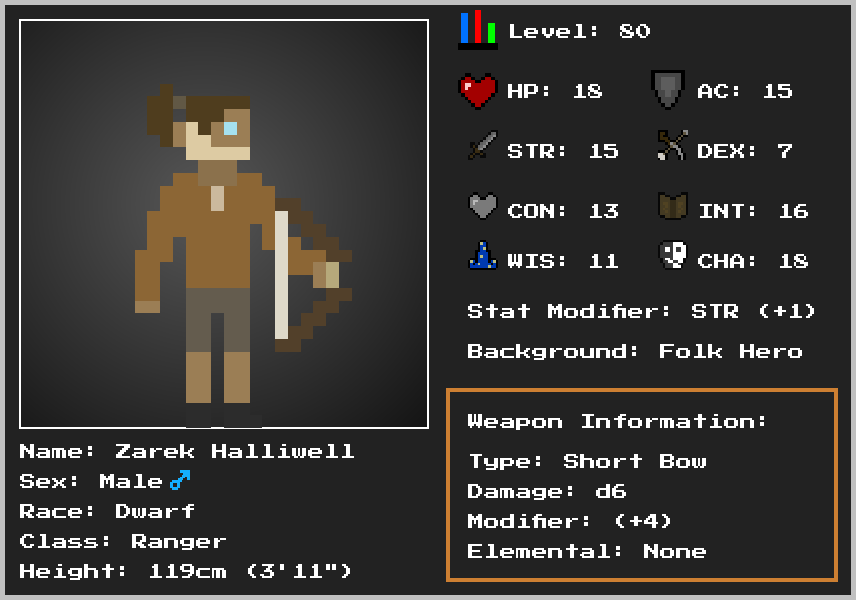 Level: 80
HP: 18
AC: 15
STR: 15
DEX: 7
CON: 13
INT: 16
WIS: 11
CHA: 18
Stat Modifier: STR (+1)
Background: Folk Hero
Weapon Information:
Type: Short Bow
Damage: d6
Modifier: (+4)
Elemental: None
Name: Zarek Halliwell
Sex: Male ♂
Race: Dwarf
Class: Ranger
Height: 119cm (3'11")